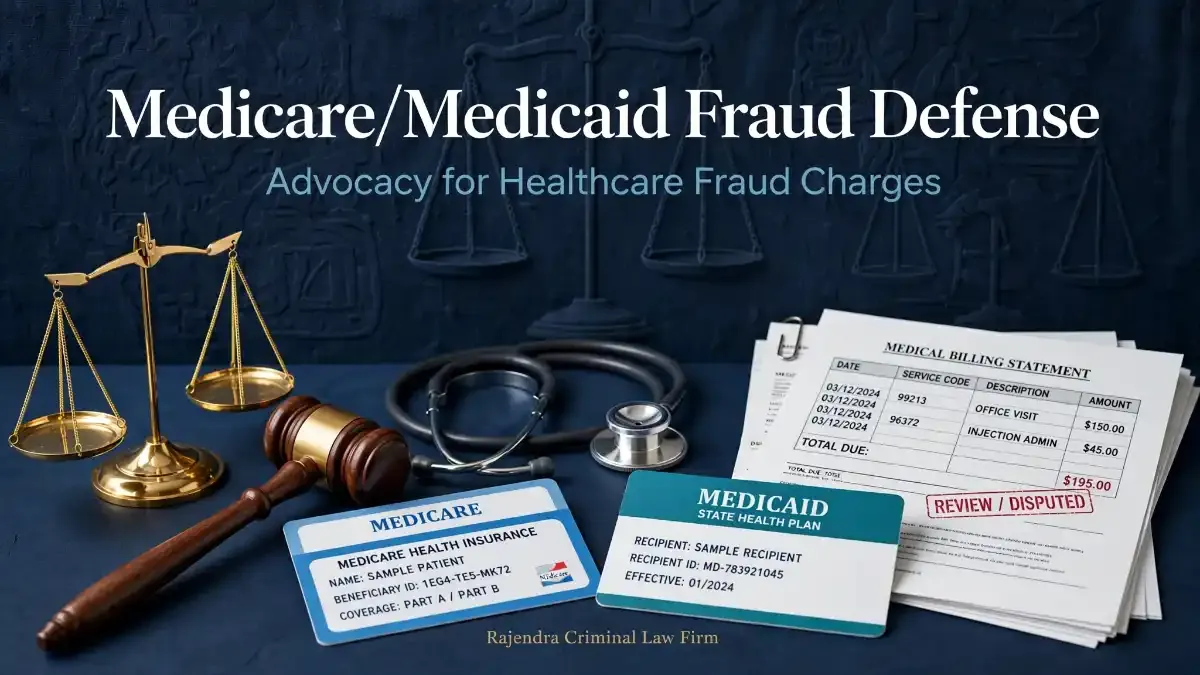 Medicare/Medicaid Fraud Defense
Advocacy for Healthcare Fraud Charges
MEDICAL BILLING STATEMENT
DATE SERVICE CODE DESCRIPTION AMOUNT
03/12/2024 99213 OFFICE VISIT $150.00
03/12/2024
03/12/2024 96372 INJECTION ADMIN $45.00
03/12/2024
TOTAL DUE:
$195.00
REVIEW / DISPUTED
MEDICARE
MEDICARE HEALTH INSURANCE
NAME: SAMPLE PATIENT
BENEFICIARY ID: 1EG4-TE5-MK72
COVERAGE: PART A / PART B
MEDICAID
STATE HEALTH PLAN
RECIPIENT: SAMPLE RECIPIENT
RECIPIENT ID: MD-783921045
EFFECTIVE: 01/2024
Rajendra Criminal Law Firm